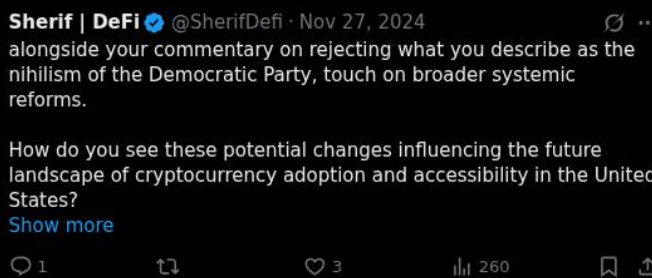 Sherif | DeFi @SherifDefi · Nov 27, 2024
alongside your commentary on rejecting what you describe as the
nihilism of the Democratic Party, touch on broader systemic
reforms.
How do you see these potential changes influencing the future
landscape of cryptocurrency adoption and accessibility in the United
States?
Show more
1 3 260